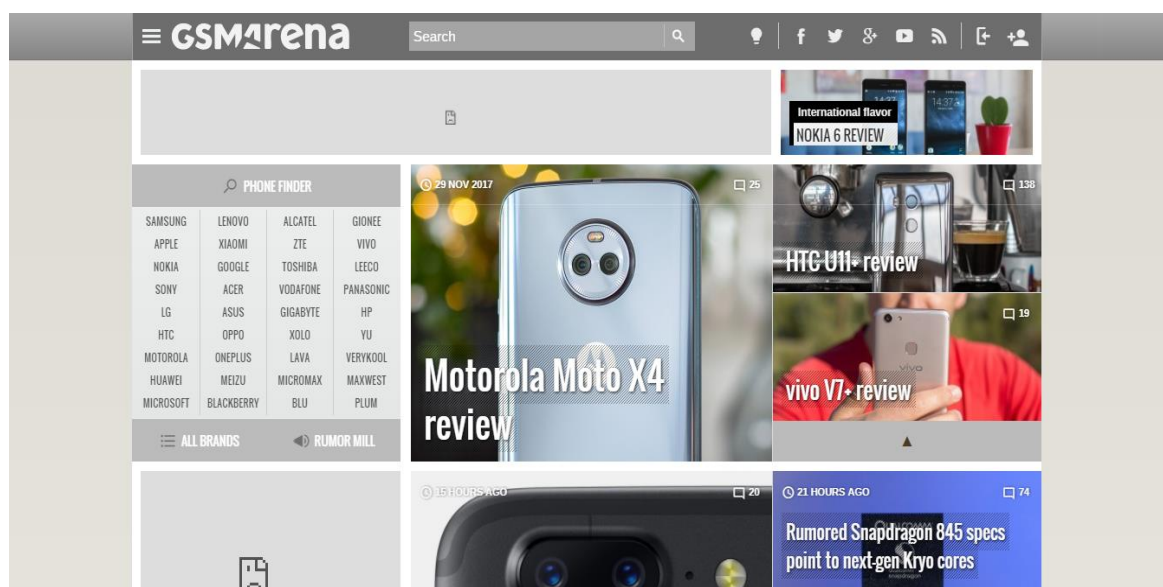 GSMArena
Search
International flavor
NOKIA 6 REVIEW
PHONE FINDER
SAMSUNG LENOVO ALCATEL GIONEE
APPLE XIAOMI ZTE VIVO
NOKIA GOOGLE TOSHIBA LEECO
SONY ACER VODAFONE PANASONIC
LG ASUS GIGABYTE HP
HTC OPPO XOLO YU
MOTOROLA ONEPLUS LAVA VERYKOOL
HUAWEI MEIZU MICROMAX MAXWEST
MICROSOFT BLACKBERRY BLU PLUM
ALL BRANDS RUMOR MILL
29 NOV 2017 25
Motorola Moto X4
review
138
HTC U11+ review
19
vivo
vivo V7+ review
15 HOURS AGO 20
21 HOURS AGO 74
Rumored Snapdragon 845 specs
point to next-gen Kryo cores